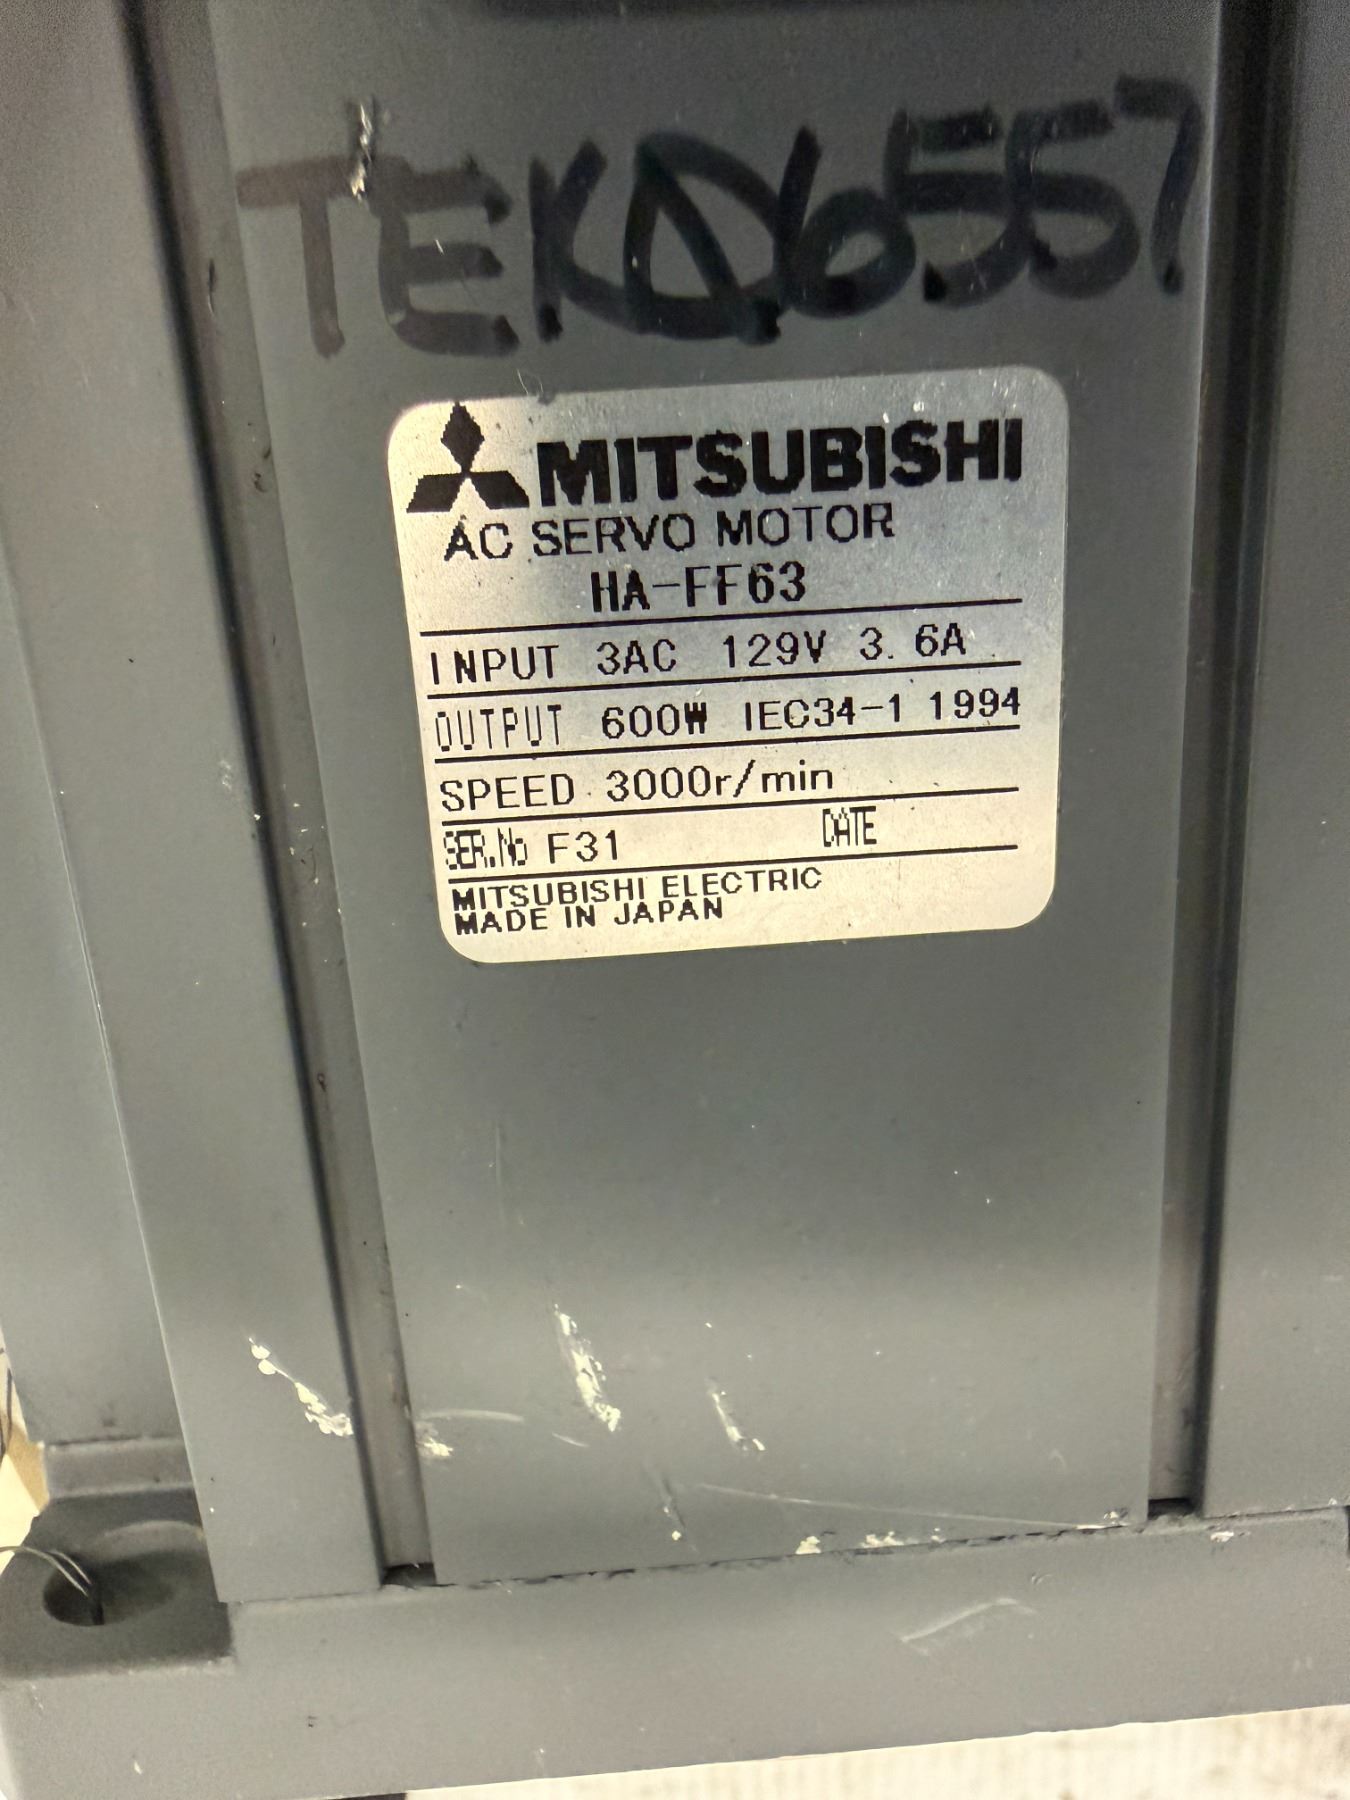 TEKD6557
MITSUBISHI
AC SERVO MOTOR
HA-FF63
INPUT 3AC 129V 3.6A
OUTPUT 600W IEC34-1 1994
SPEED 3000r/min
SER.No F31 DATE
MITSUBISHI ELECTRIC
MADE IN JAPAN